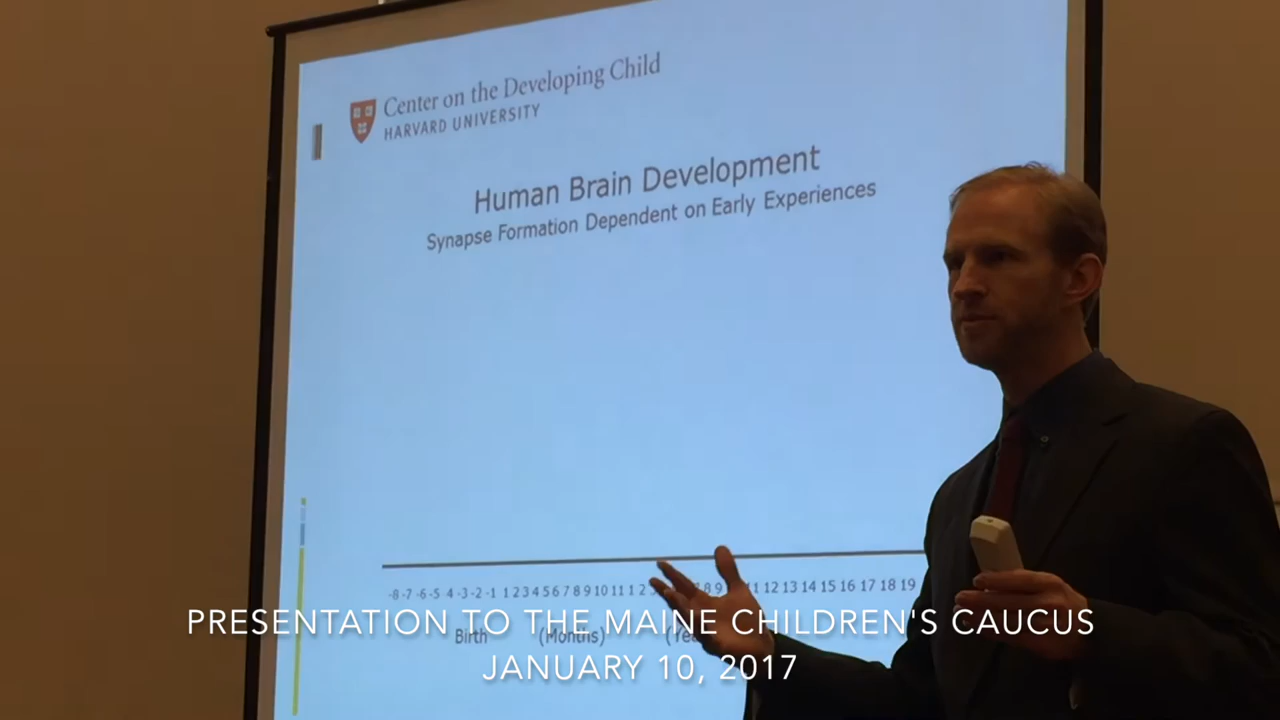 Center on the Developing Child
HARVARD UNIVERSITY
Human Brain Development
Synapse Formation Dependent on Early Experiences
-8 -7 -6 -5 4 -3 -2 -1 1 2 3 4 5 6 7 8 9 10 11 1 2 8 9 11 12 13 14 15 16 17 18 19
Birth (Months)
PRESENTATION TO THE MAINE CHILDREN'S CAUCUS
JANUARY 10, 2017